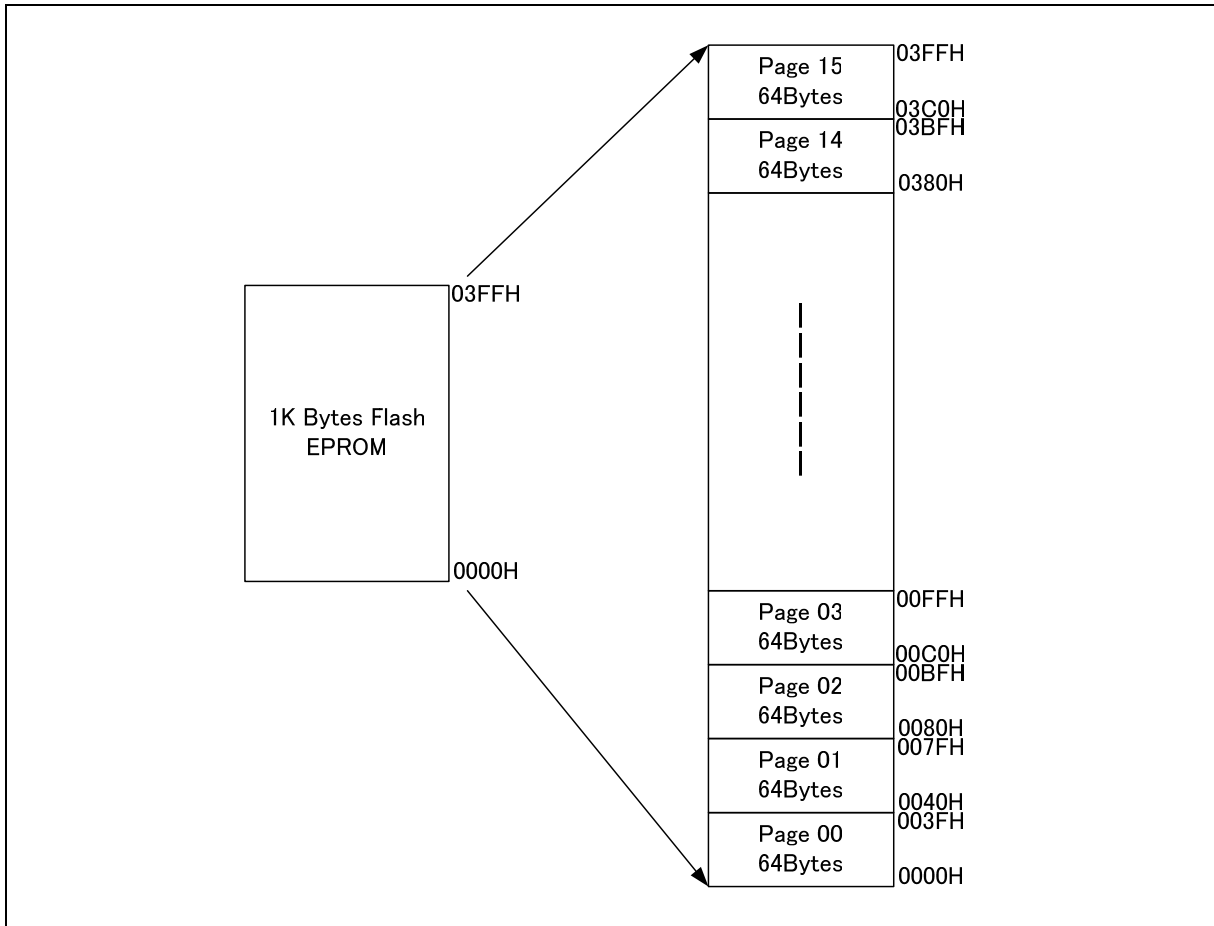 03FFH
1K Bytes Flash
EPROM
0000H
Page 15
64Bytes
03FFH
03C0H
Page 14
64Bytes
03BFH
0380H
Page 03
64Bytes
00FFH
00C0H
Page 02
64Bytes
00BFH
0080H
Page 01
64Bytes
007FH
0040H
Page 00
64Bytes
003FH
0000H